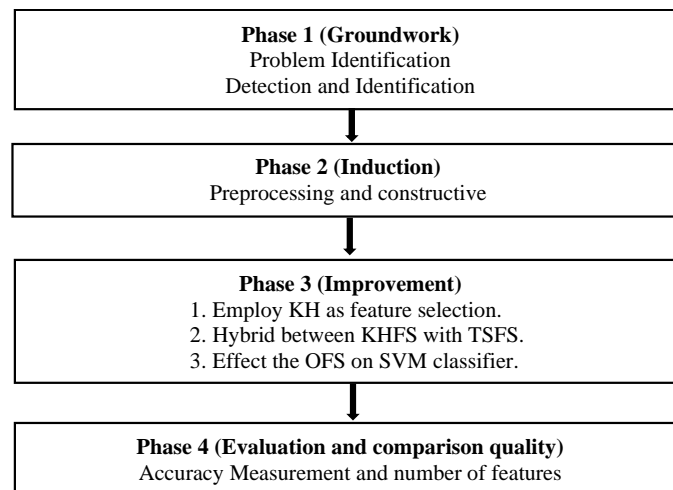 Phase 1 (Groundwork)
Problem Identification
Detection and Identification
Phase 2 (Induction)
Preprocessing and constructive
Phase 3 (Improvement)
1. Employ KH as feature selection.
2. Hybrid between KHFS with TSFS.
3. Effect the OFS on SVM classifier.
Phase 4 (Evaluation and comparison quality)
Accuracy Measurement and number of features